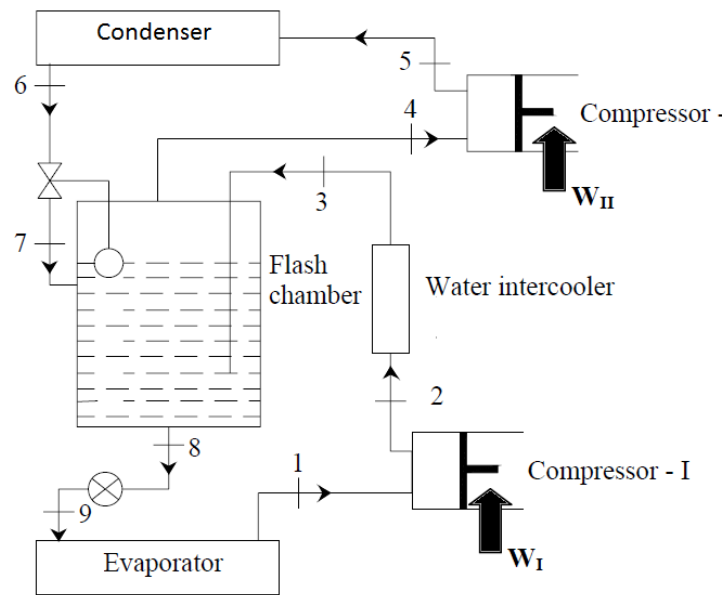 Condenser
5
6
4
Compressor -
W_II
3
7
Flash
chamber
Water intercooler
2
8
1
Compressor - I
9
Evaporator
W_I